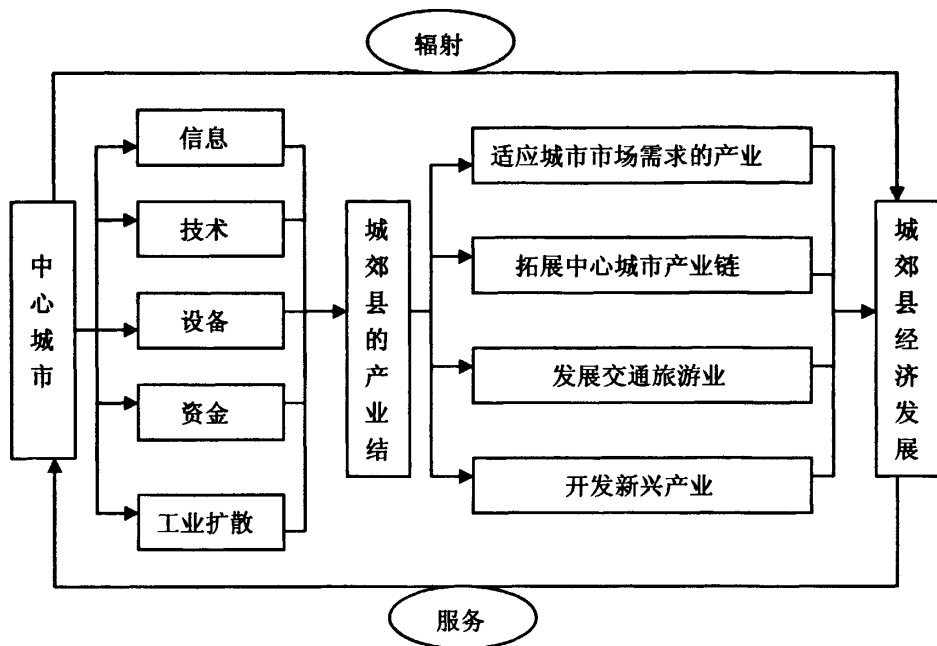 辐射
中心城市
信息
技术
设备
资金
工业扩散
城郊县的产业结
适应城市市场需求的产业
拓展中心城市产业链
发展交通旅游业
开发新兴产业
城郊县经济发展
服务